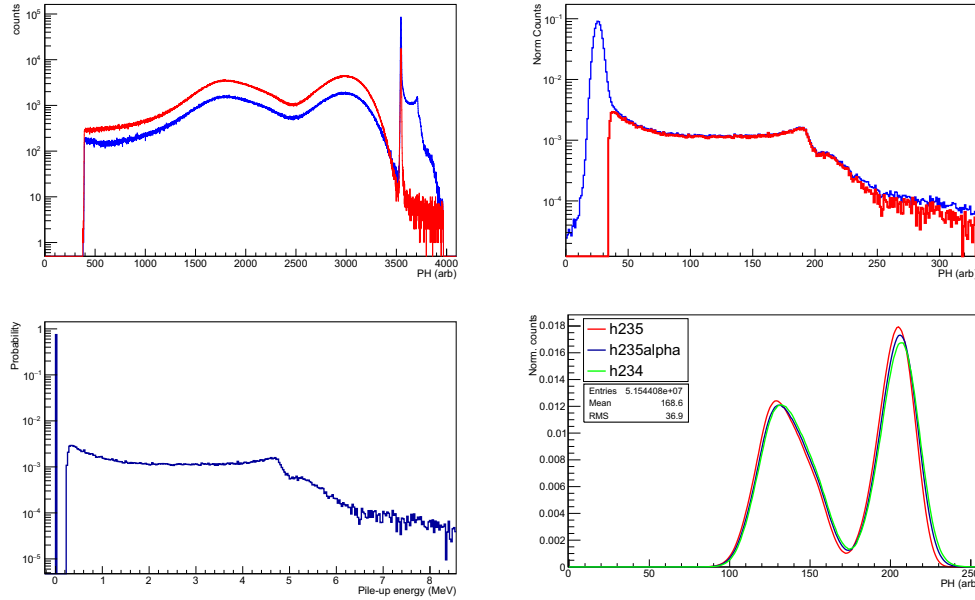 counts
10^5
10^4
10^3
10^2
10
1
0 500 1000 1500 2000 2500 3000 3500 4000
PH (arb)
Norm Counts
10^-1
10^-2
10^-3
10^-4
0 50 100 150 200 250 300
PH (arb)
Probability
1
10^-1
10^-2
10^-3
10^-4
10^-5
0 1 2 3 4 5 6 7 8
Pile-up energy (MeV)
Norm. counts
0.018
0.016
0.014
0.012
0.01
0.008
0.006
0.004
0.002
0
h235
h235alpha
h234
Entries 5.154408e+07
Mean 168.6
RMS 36.9
0 50 100 150 200 250
PH (arb)